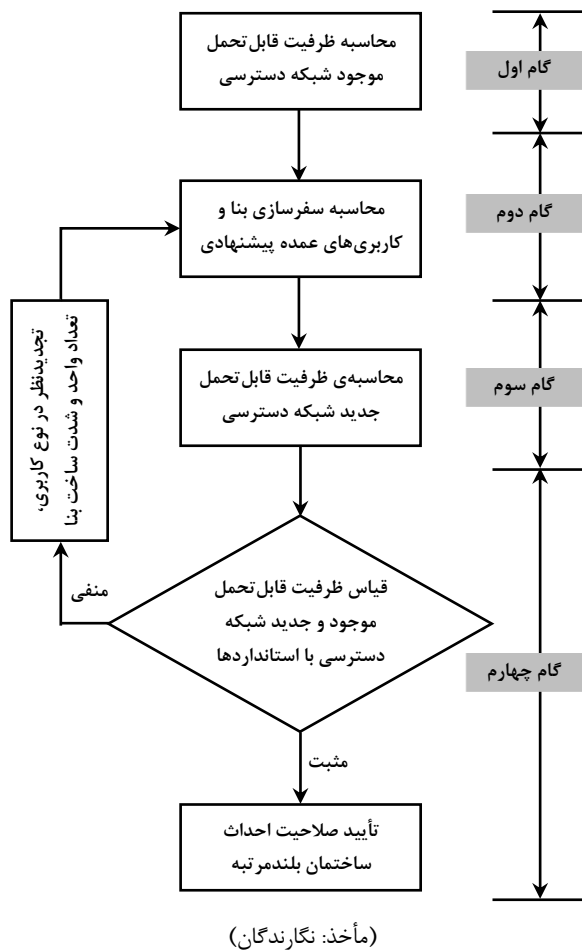 محاسبه ظرفیت قابل‌تحمل
موجود شبکه دسترسی
گام اول
محاسبه سفرسازی بنا و
کاربری‌های عمده پیشنهادی
گام دوم
تجدیدنظر در نوع کاربری،
تعداد واحد و شدت ساخت بنا
محاسبه‌ی ظرفیت قابل‌تحمل
جدید شبکه دسترسی
گام سوم
قیاس ظرفیت قابل‌تحمل
موجود و جدید شبکه
دسترسی با استانداردها
منفی
گام چهارم
مثبت
تأیید صلاحیت احداث
ساختمان بلندمرتبه
(مأخذ: نگارندگان)